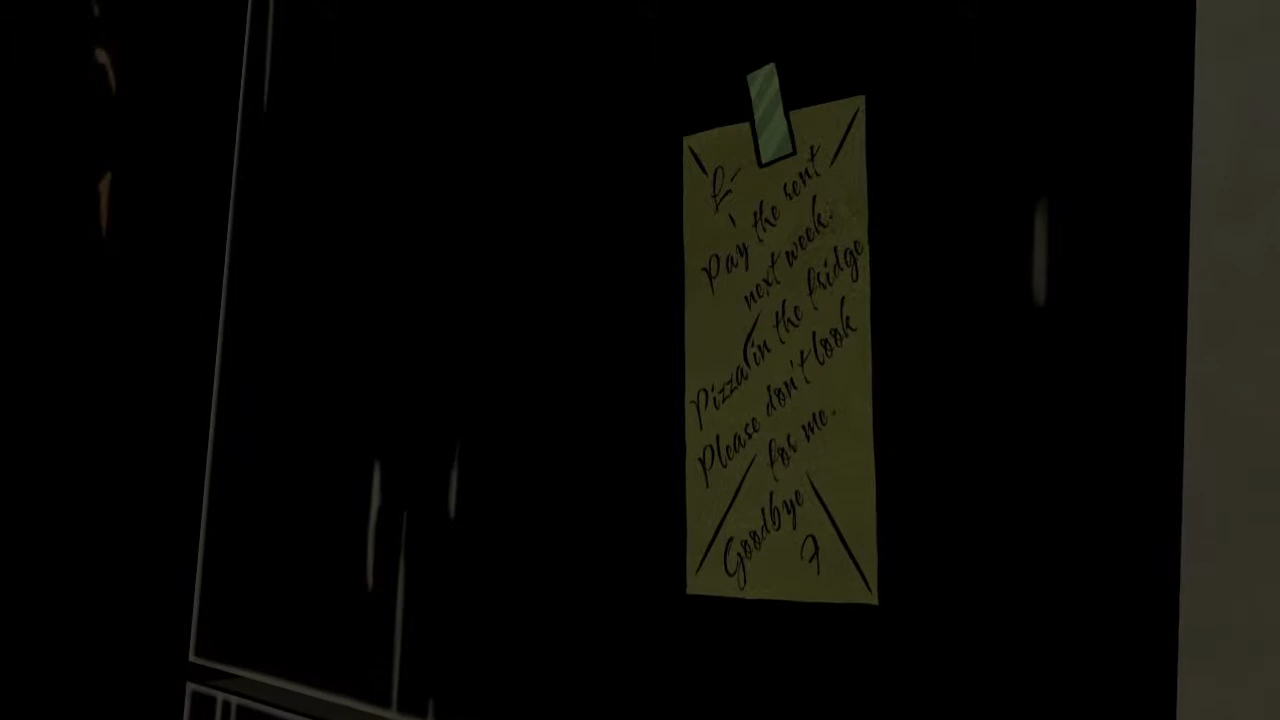 E-
Pay the rent
next week.
Pizza in the fridge
Please don't look
for me.
Goodbye
F